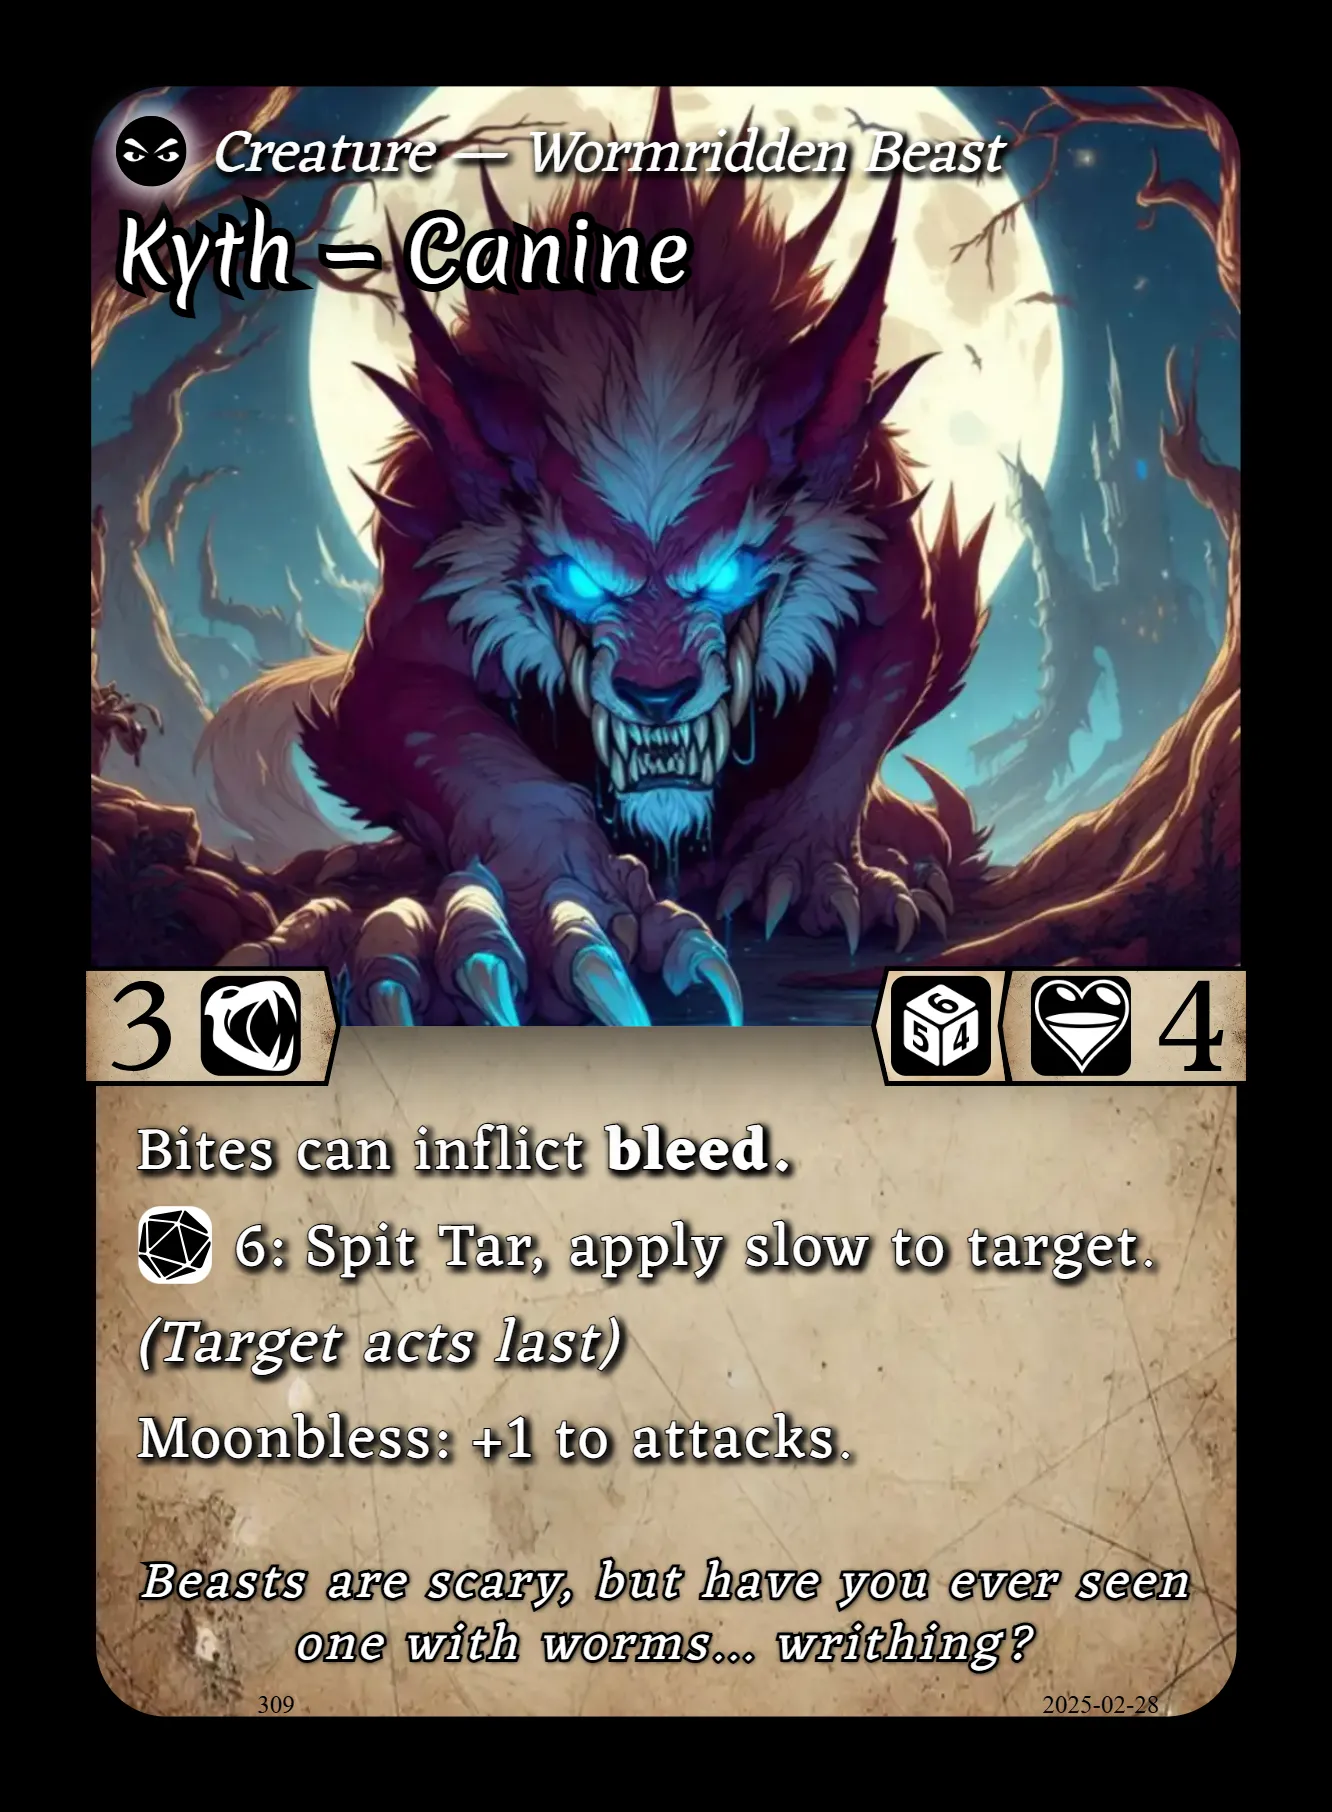 Creature — Wormridden Beast
Kyth = Canine
3
6
5 4
4
Bites can inflict bleed.
6: Spit Tar, apply slow to target.
(Target acts last)
Moonbless: +1 to attacks.
Beasts are scary, but have you ever seen
one with worms... writhing?
309 2025-02-28